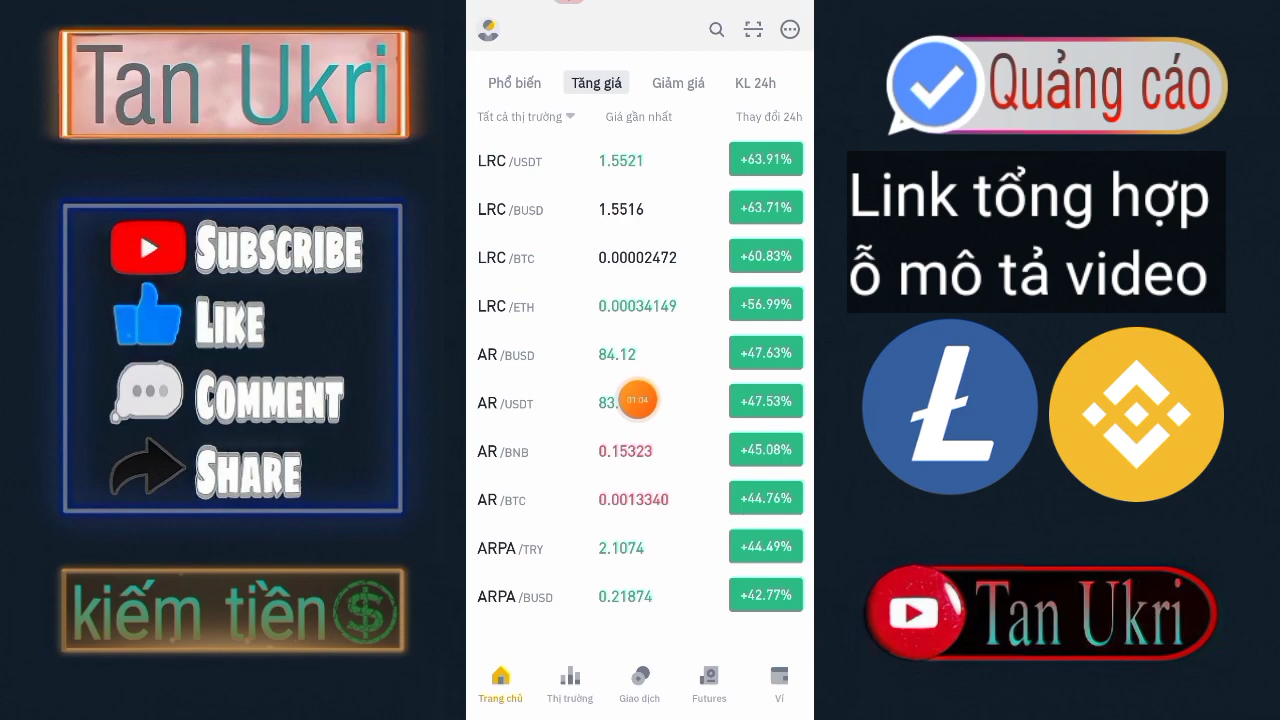 Tan Ukri
SUBSCRIBE
LIKE
COMMENT
SHARE
kiếm tiền
Phổ biến Tăng giá Giảm giá KL 24h
Tất cả thị trường Giá gần nhất Thay đổi 24h
LRC /USDT 1.5521 +63.91%
LRC /BUSD 1.5516 +63.71%
LRC /BTC 0.00002472 +60.83%
LRC /ETH 0.00034149 +56.99%
AR /BUSD 84.12 +47.63%
AR /USDT 83. 01:04 +47.53%
AR /BNB 0.15323 +45.08%
AR /BTC 0.0013340 +44.76%
ARPA /TRY 2.1074 +44.49%
ARPA /BUSD 0.21874 +42.77%
Trang chủ Thị trường Giao dịch Futures Ví
Quảng cáo
Link tổng hợp
ỗ mô tả video
Tan Ukri